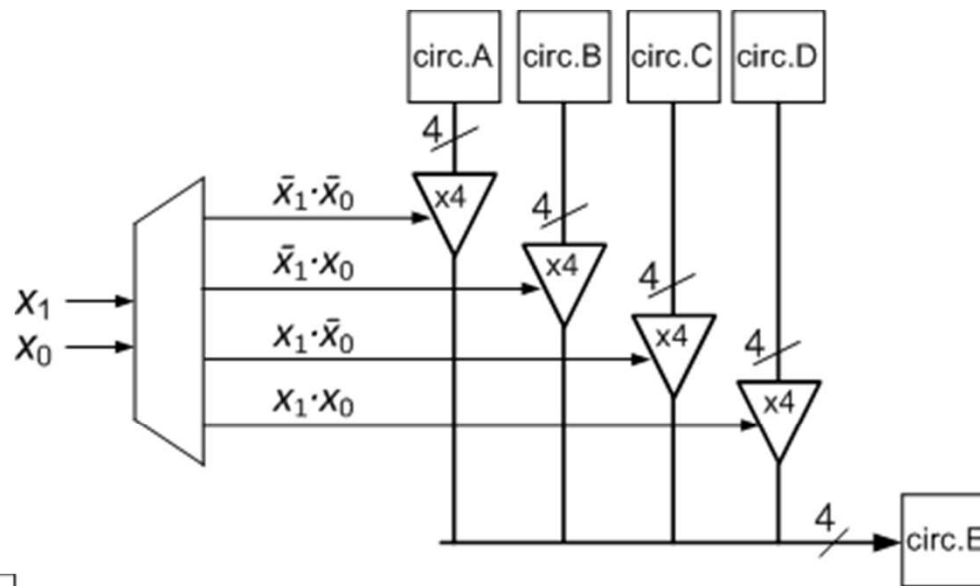 circ.A circ.B circ.C circ.D
4
x4
x̄₁·x̄₀
4
x̄₁·x₀
x4
4
x₁
x₁·x̄₀
x4
x₀
4
x₁·x₀
x4
4
circ.E